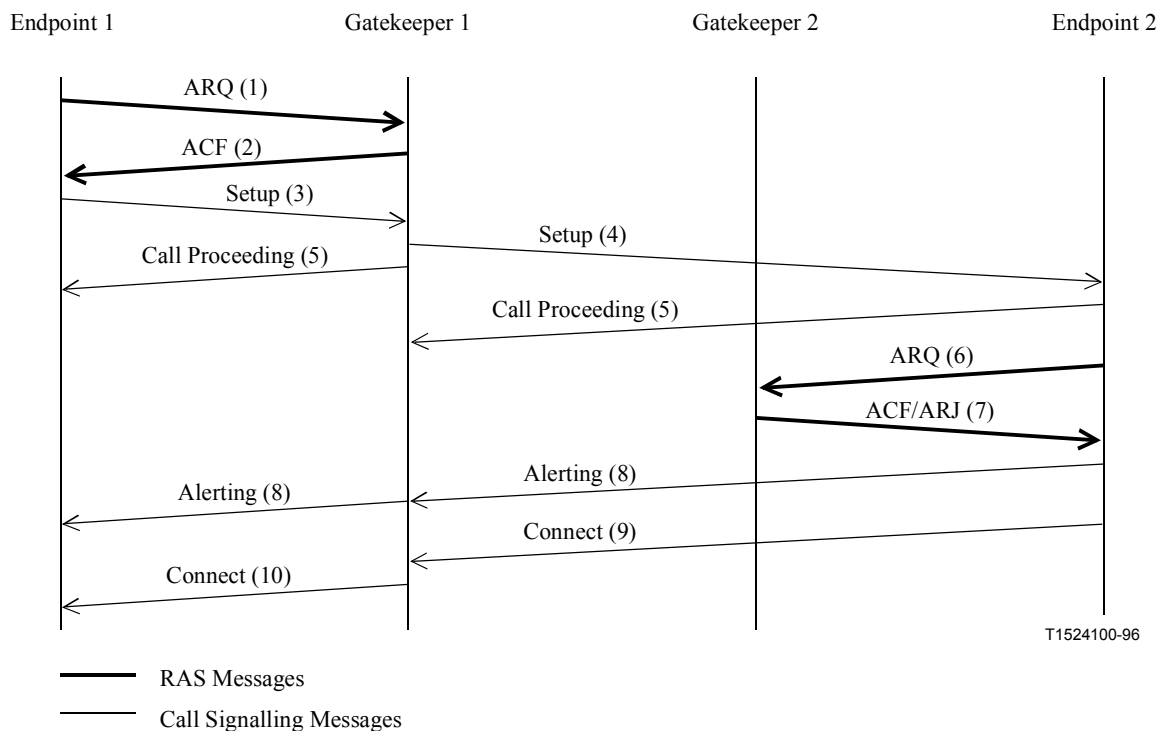 Endpoint 1
Gatekeeper 1
Gatekeeper 2
Endpoint 2
ARQ (1)
ACF (2)
Setup (3)
Setup (4)
Call Proceeding (5)
Call Proceeding (5)
ARQ (6)
ACF/ARJ (7)
Alerting (8)
Alerting (8)
Connect (9)
Connect (10)
T1524100-96
RAS Messages
Call Signalling Messages